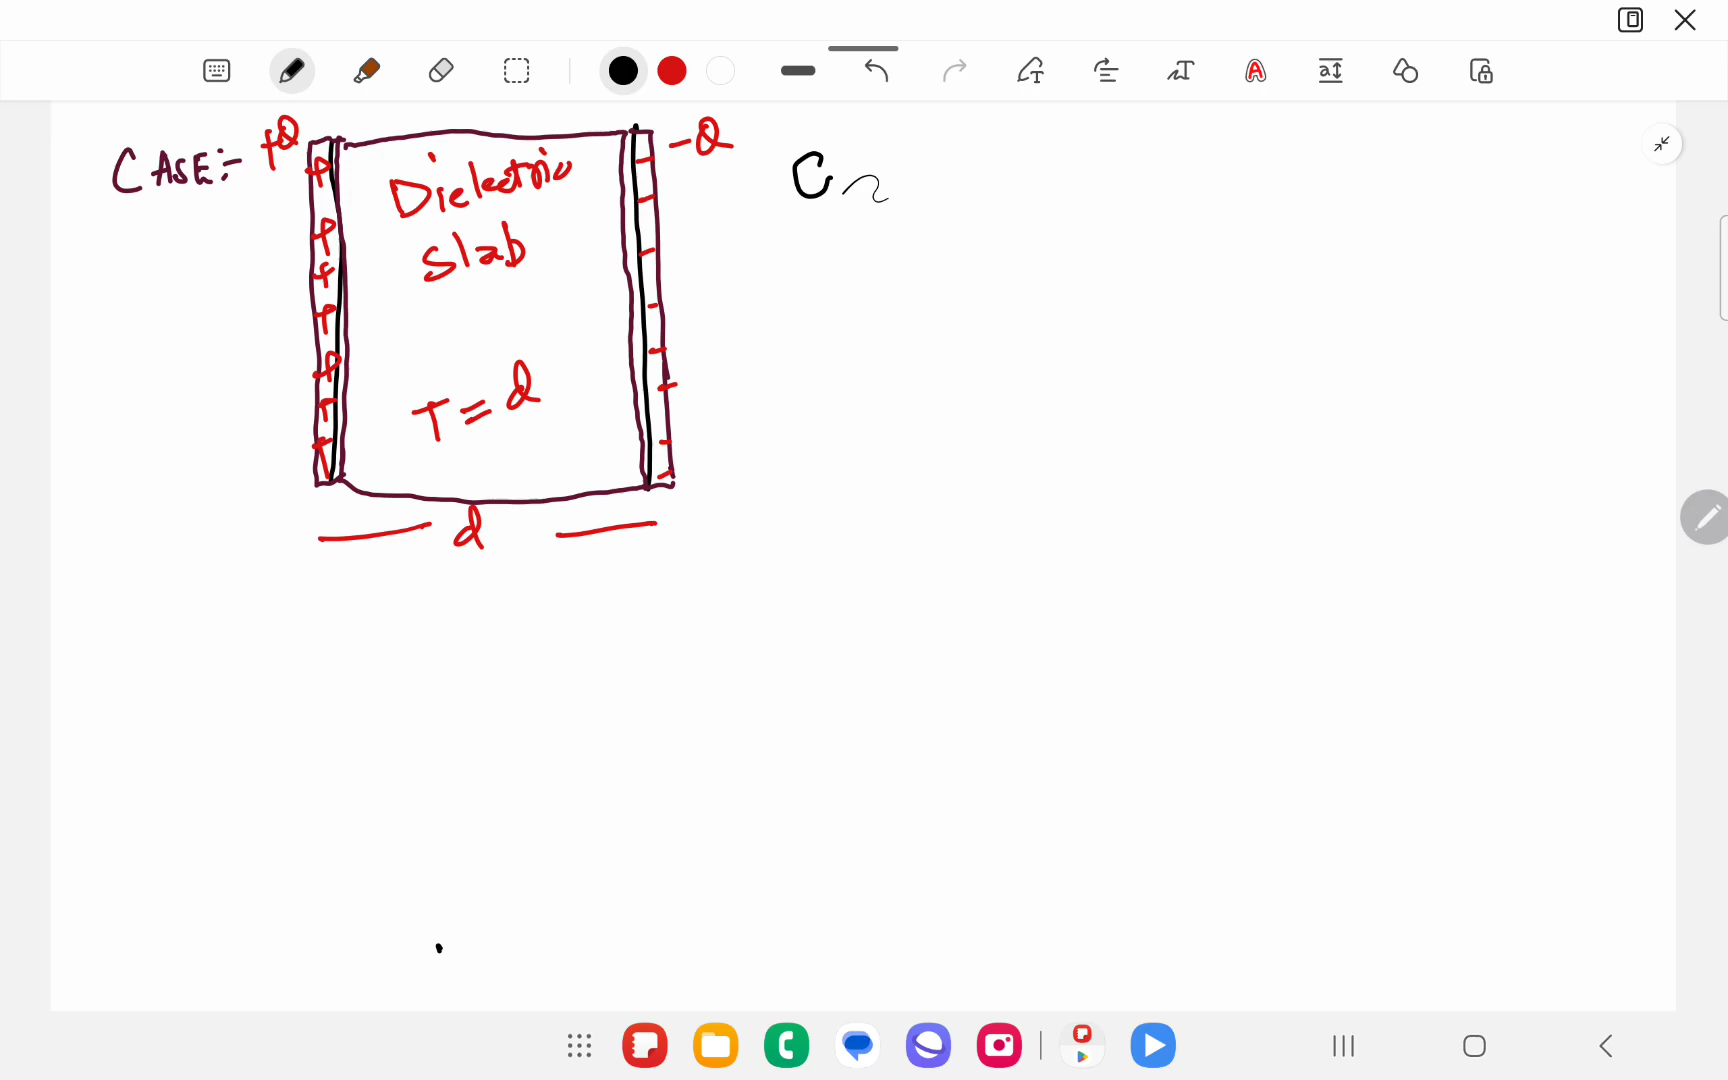 CASE:-
+Q
-Q
Dielectric
slab
T = d
d
C